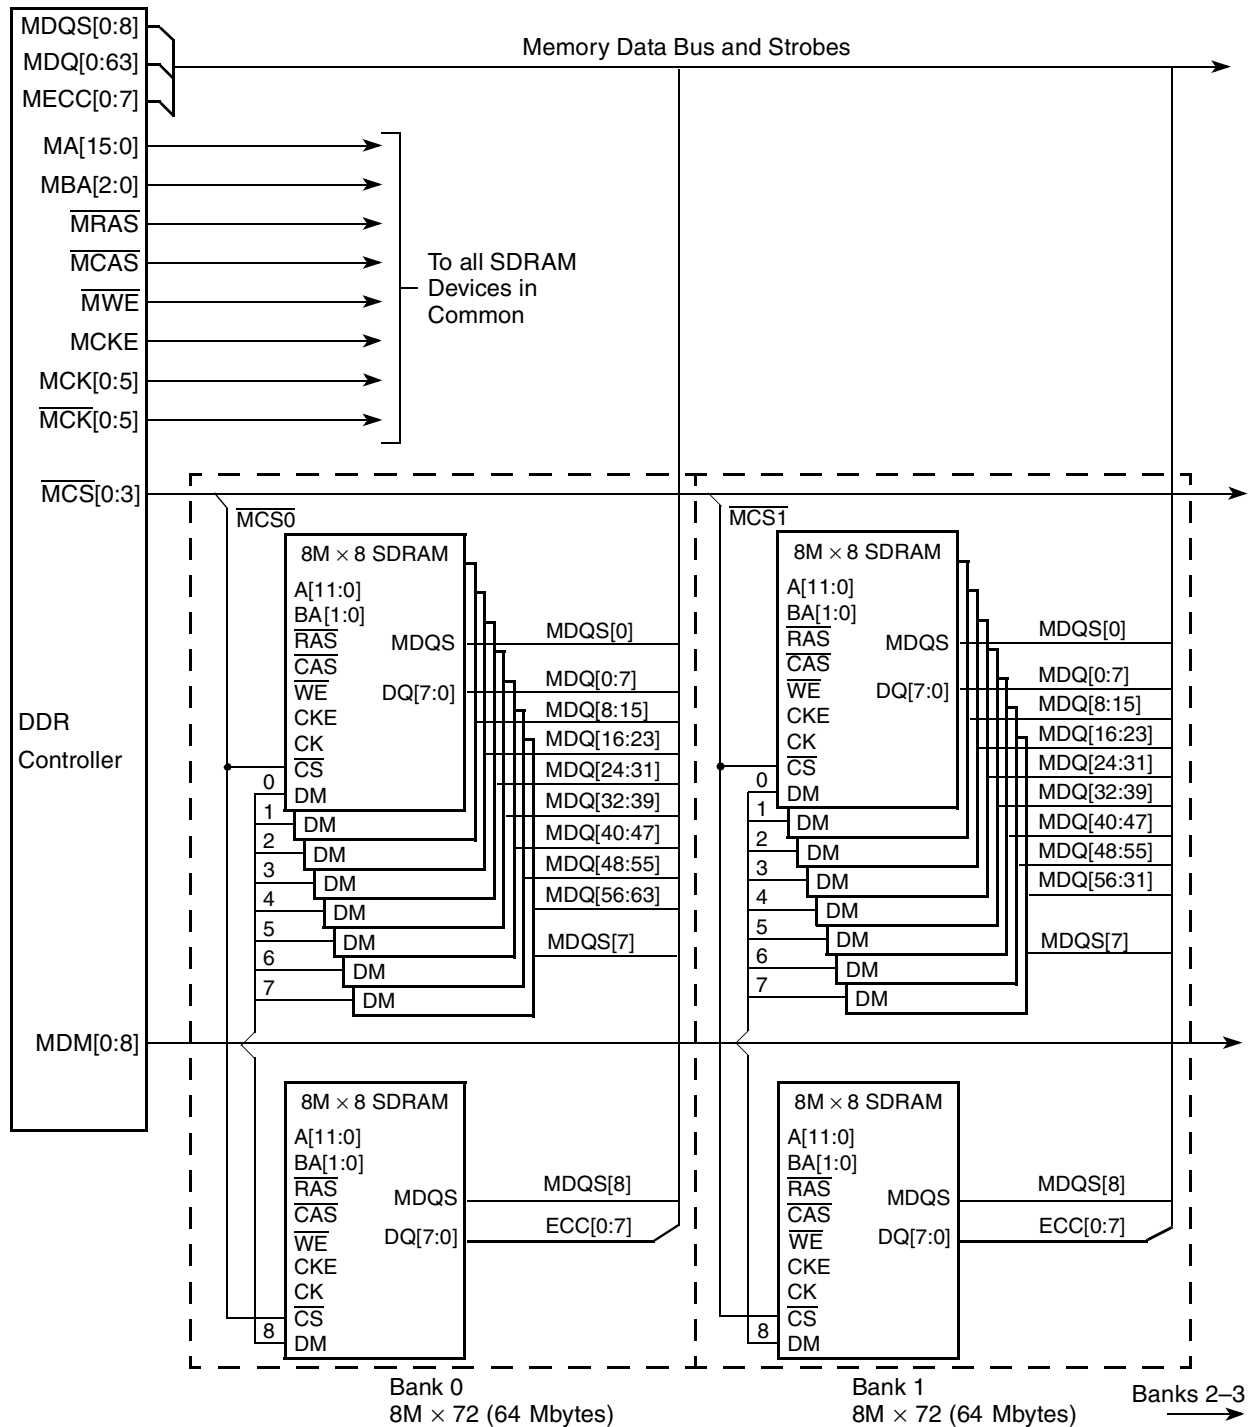 MDQS[0:8]
MDQ[0:63]
MECC[0:7]
Memory Data Bus and Strobes
MA[15:0]
MBA[2:0]
MRAS
MCAS
MWE
MCKE
MCK[0:5]
MCK[0:5]
To all SDRAM
Devices in
Common
MCS[0:3]
DDR
Controller
MDM[0:8]
MCS0
8M × 8 SDRAM
A[11:0]
BA[1:0]
RAS
CAS
WE
CKE
CK
CS
DM
MDQS
DQ[7:0]
0
1
2
3
4
5
6
7
DM
DM
DM
DM
DM
DM
DM
MDQS[0]
MDQ[0:7]
MDQ[8:15]
MDQ[16:23]
MDQ[24:31]
MDQ[32:39]
MDQ[40:47]
MDQ[48:55]
MDQ[56:63]
MDQS[7]
8M × 8 SDRAM
A[11:0]
BA[1:0]
RAS
CAS
WE
CKE
CK
CS
DM
8
MDQS
DQ[7:0]
MDQS[8]
ECC[0:7]
Bank 0
8M × 72 (64 Mbytes)
MCS1
8M × 8 SDRAM
A[11:0]
BA[1:0]
RAS
CAS
WE
CKE
CK
CS
DM
MDQS
DQ[7:0]
0
1
2
3
4
5
6
7
DM
DM
DM
DM
DM
DM
DM
MDQS[0]
MDQ[0:7]
MDQ[8:15]
MDQ[16:23]
MDQ[24:31]
MDQ[32:39]
MDQ[40:47]
MDQ[48:55]
MDQ[56:31]
MDQS[7]
8M × 8 SDRAM
A[11:0]
BA[1:0]
RAS
CAS
WE
CKE
CK
CS
DM
8
MDQS
DQ[7:0]
MDQS[8]
ECC[0:7]
Bank 1
8M × 72 (64 Mbytes)
Banks 2–3